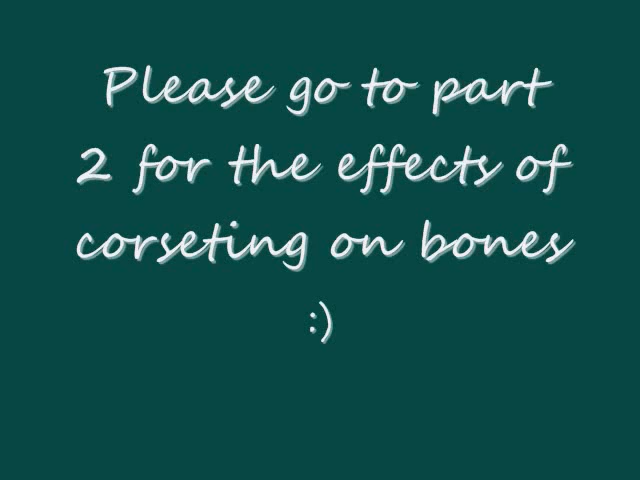 Please go to part
2 for the effects of
corseting on bones
:)